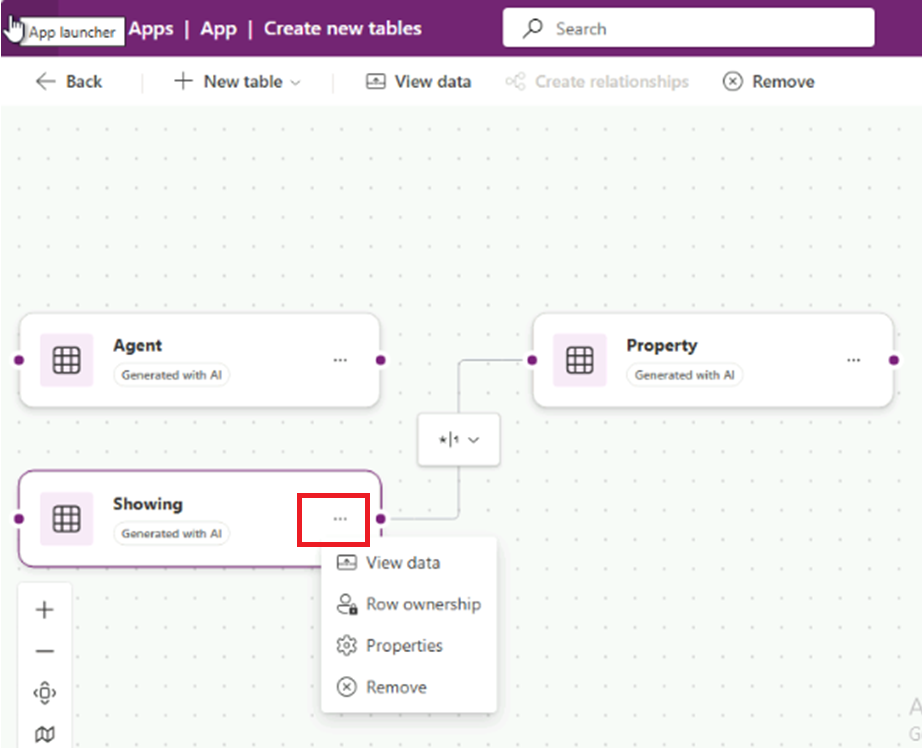 App launcher
Apps | App | Create new tables
Search
Back
New table
View data
Create relationships
Remove
Agent
Generated with AI
Property
Generated with AI
*|1
Showing
Generated with AI
View data
Row ownership
Properties
Remove
A
G